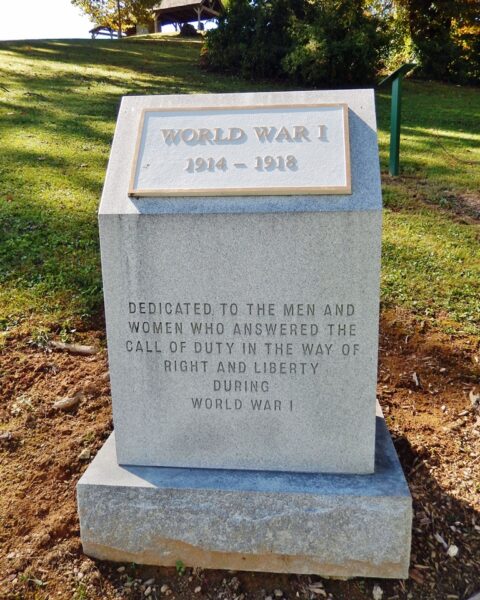 WORLD WAR I
1914 – 1918
DEDICATED TO THE MEN AND
WOMEN WHO ANSWERED THE
CALL OF DUTY IN THE WAY OF
RIGHT AND LIBERTY
DURING
WORLD WAR I